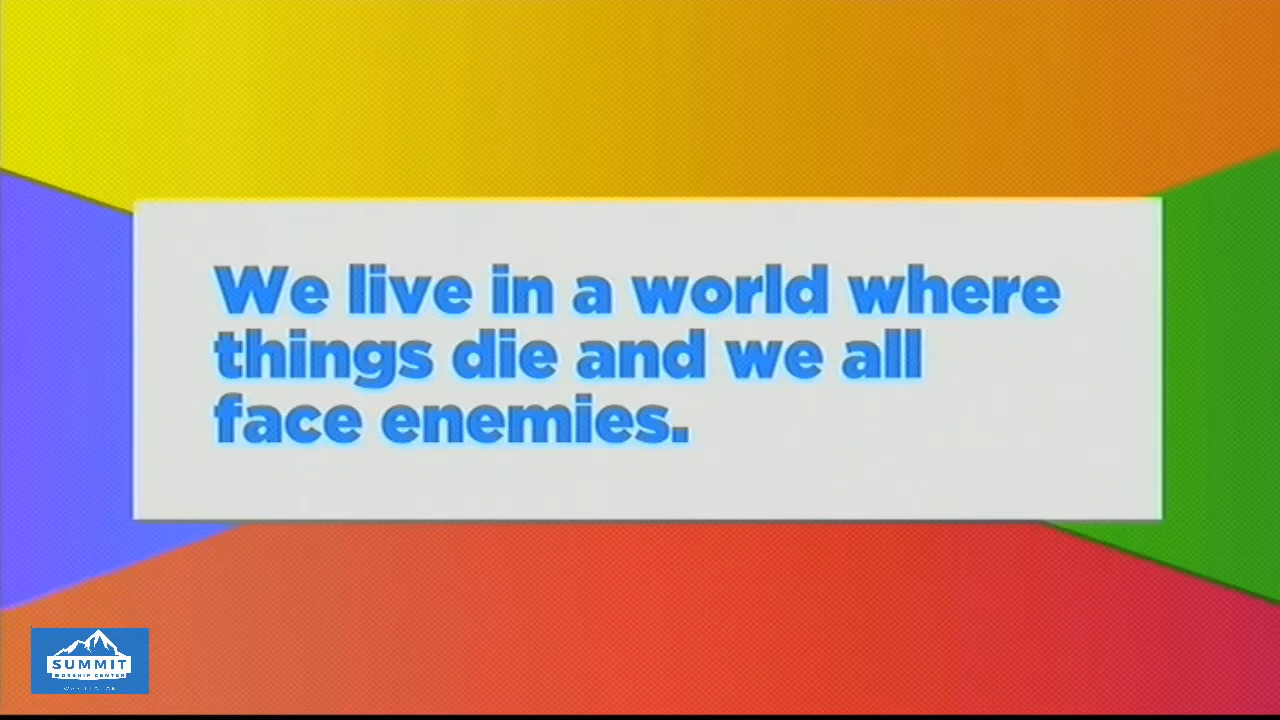 We live in a world where
things die and we all
face enemies.
SUMMIT
WORSHIP CENTER